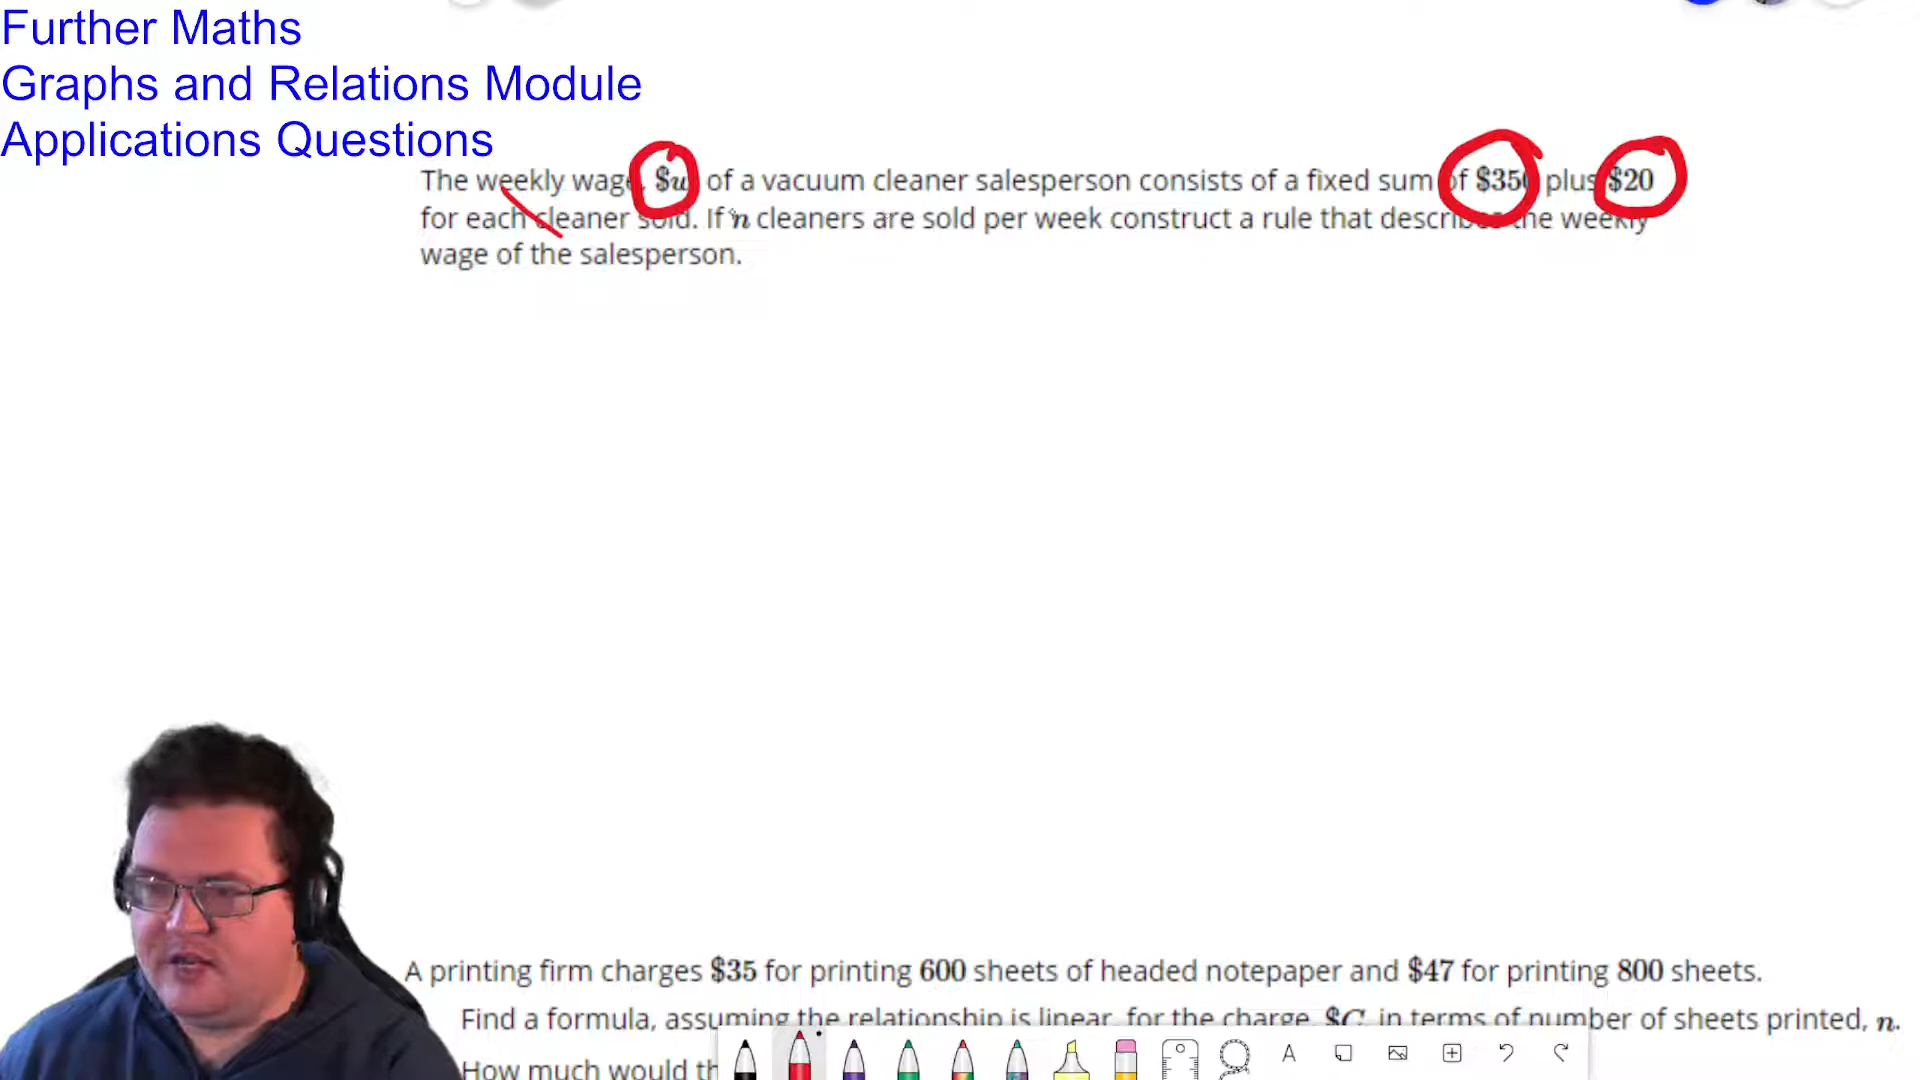 Further Maths
Graphs and Relations Module
Applications Questions
The weekly wage, $w of a vacuum cleaner salesperson consists of a fixed sum of $350 plus $20
for each cleaner sold. If n cleaners are sold per week construct a rule that describes the weekly
wage of the salesperson.
A printing firm charges $35 for printing 600 sheets of headed notepaper and $47 for printing 800 sheets.
Find a formula, assuming the relationship is linear, for the charge, $C, in terms of number of sheets printed, n.
How much would
A